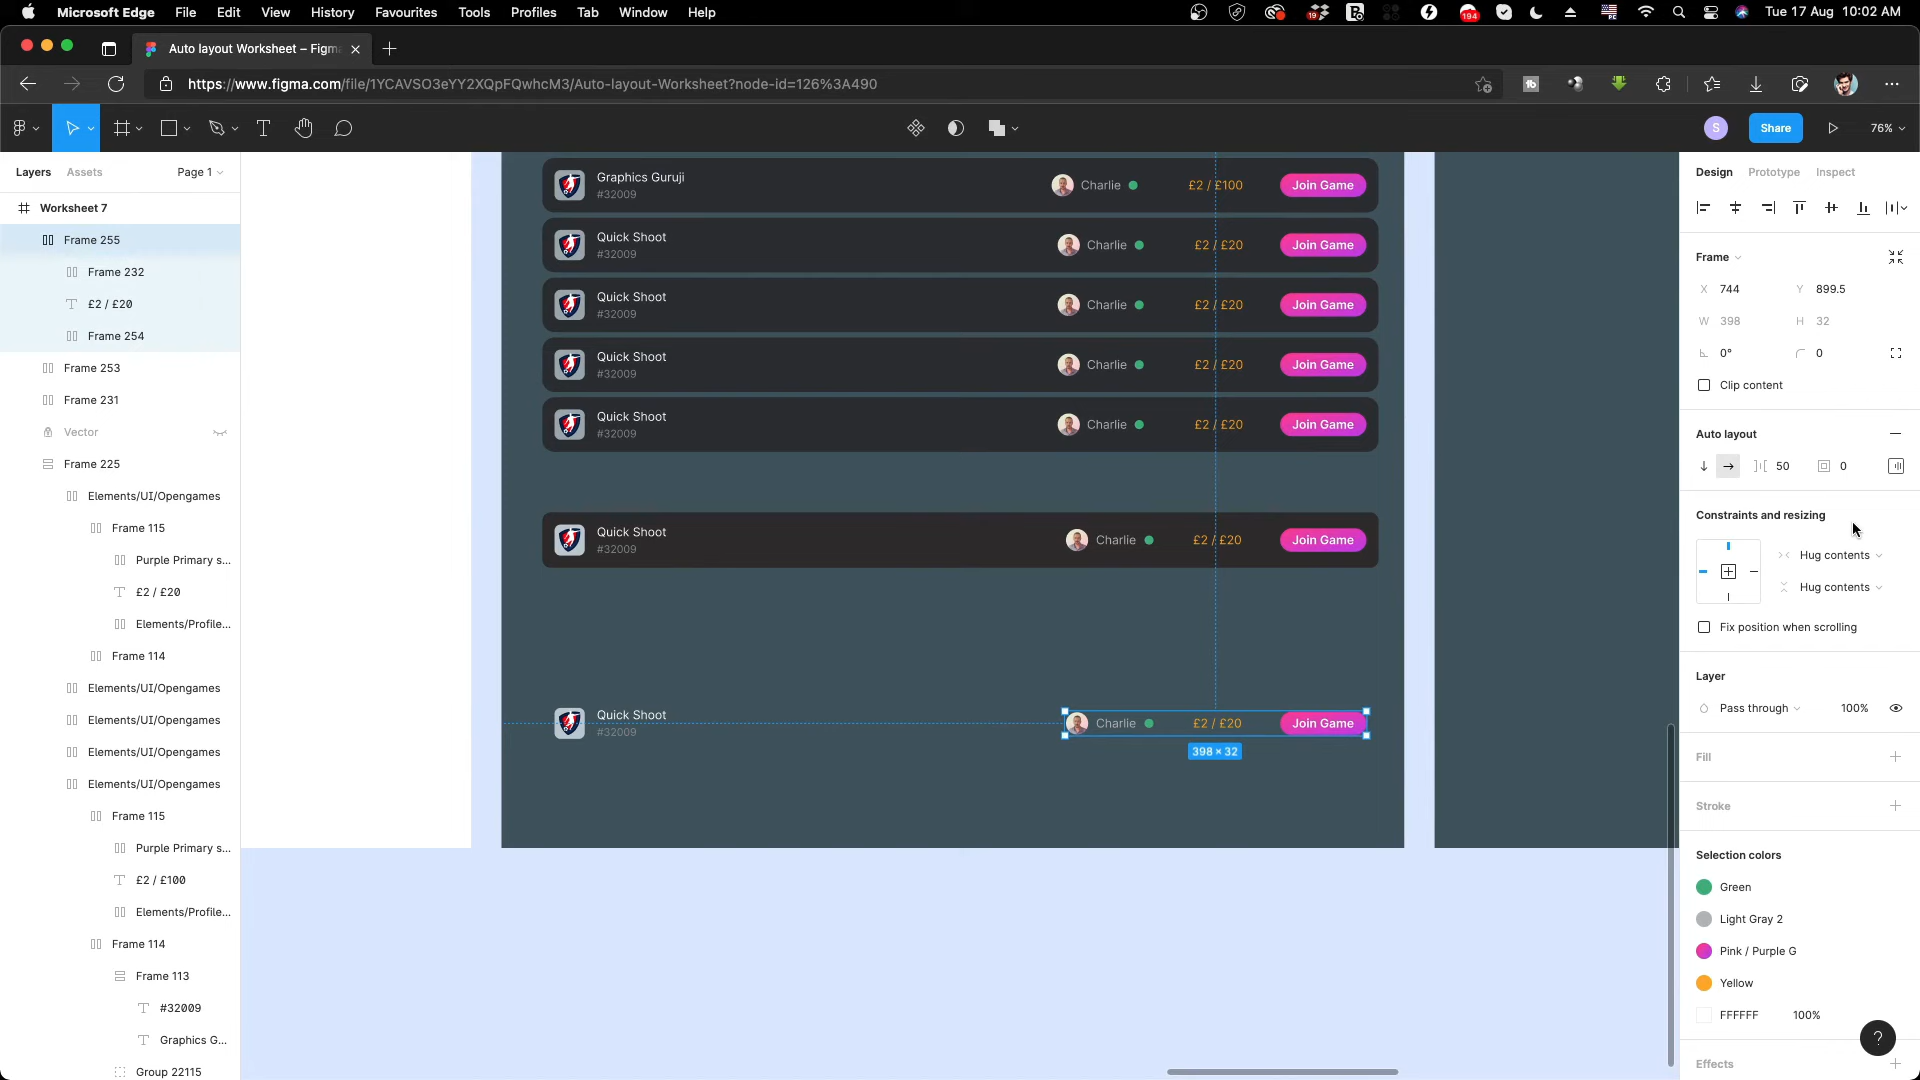 Microsoft Edge File Edit View History Favourites Tools Profiles Tab Window Help 19 194 Tue 17 Aug 10:02 AM
Auto layout Worksheet – Figma
https://www.figma.com/file/1YCAVSO3eYY2XQpFQwhcM3/Auto-layout-Worksheet?node-id=126%3A490
S Share 76%
Layers Assets Page 1
Worksheet 7
Frame 255
Frame 232
£2 / £20
Frame 254
Frame 253
Frame 231
Vector
Frame 225
Elements/UI/Opengames
Frame 115
Purple Primary s...
£2 / £20
Elements/Profile...
Frame 114
Elements/UI/Opengames
Elements/UI/Opengames
Elements/UI/Opengames
Elements/UI/Opengames
Frame 115
Purple Primary s...
£2 / £100
Elements/Profile...
Frame 114
Frame 113
#32009
Graphics G...
Group 22115
Graphics Guruji
#32009
Charlie £2 / £100 Join Game
Quick Shoot
#32009
Charlie £2 / £20 Join Game
Quick Shoot
#32009
Charlie £2 / £20 Join Game
Quick Shoot
#32009
Charlie £2 / £20 Join Game
Quick Shoot
#32009
Charlie £2 / £20 Join Game
Quick Shoot
#32009
Charlie £2 / £20 Join Game
Quick Shoot
#32009
Charlie £2 / £20 Join Game
398 × 32
Design Prototype Inspect
Frame
X 744 Y 899.5
W 398 H 32
0° 0
Clip content
Auto layout
50 0
Constraints and resizing
Hug contents
Hug contents
Fix position when scrolling
Layer
Pass through 100%
Fill
Stroke
Selection colors
Green
Light Gray 2
Pink / Purple G
Yellow
FFFFFF 100%
Effects
?